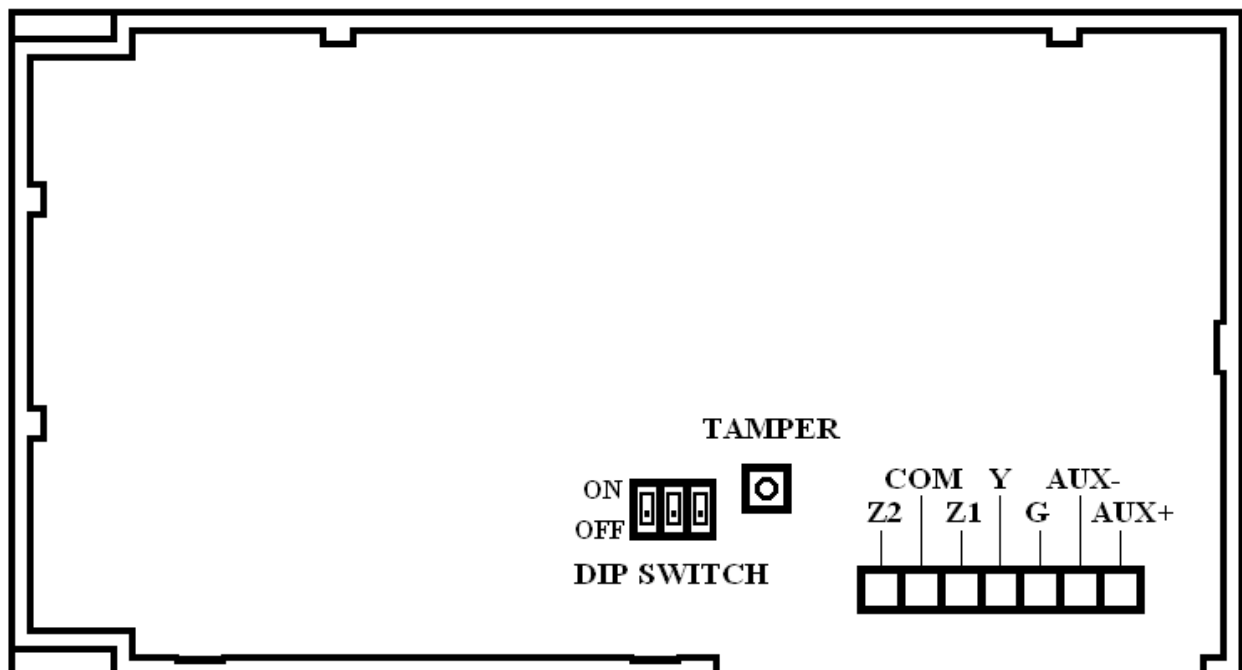 TAMPER
ON
OFF
DIP SWITCH
COM Y AUX-
Z2 Z1 G AUX+